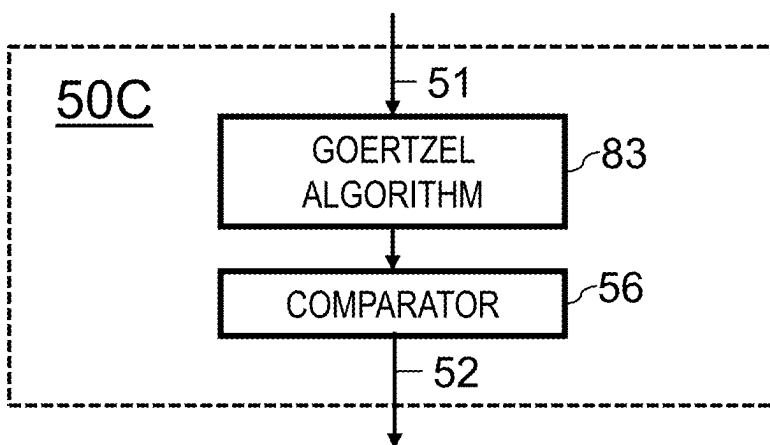 51
50C
GOERTZEL
ALGORITHM
83
COMPARATOR
56
52